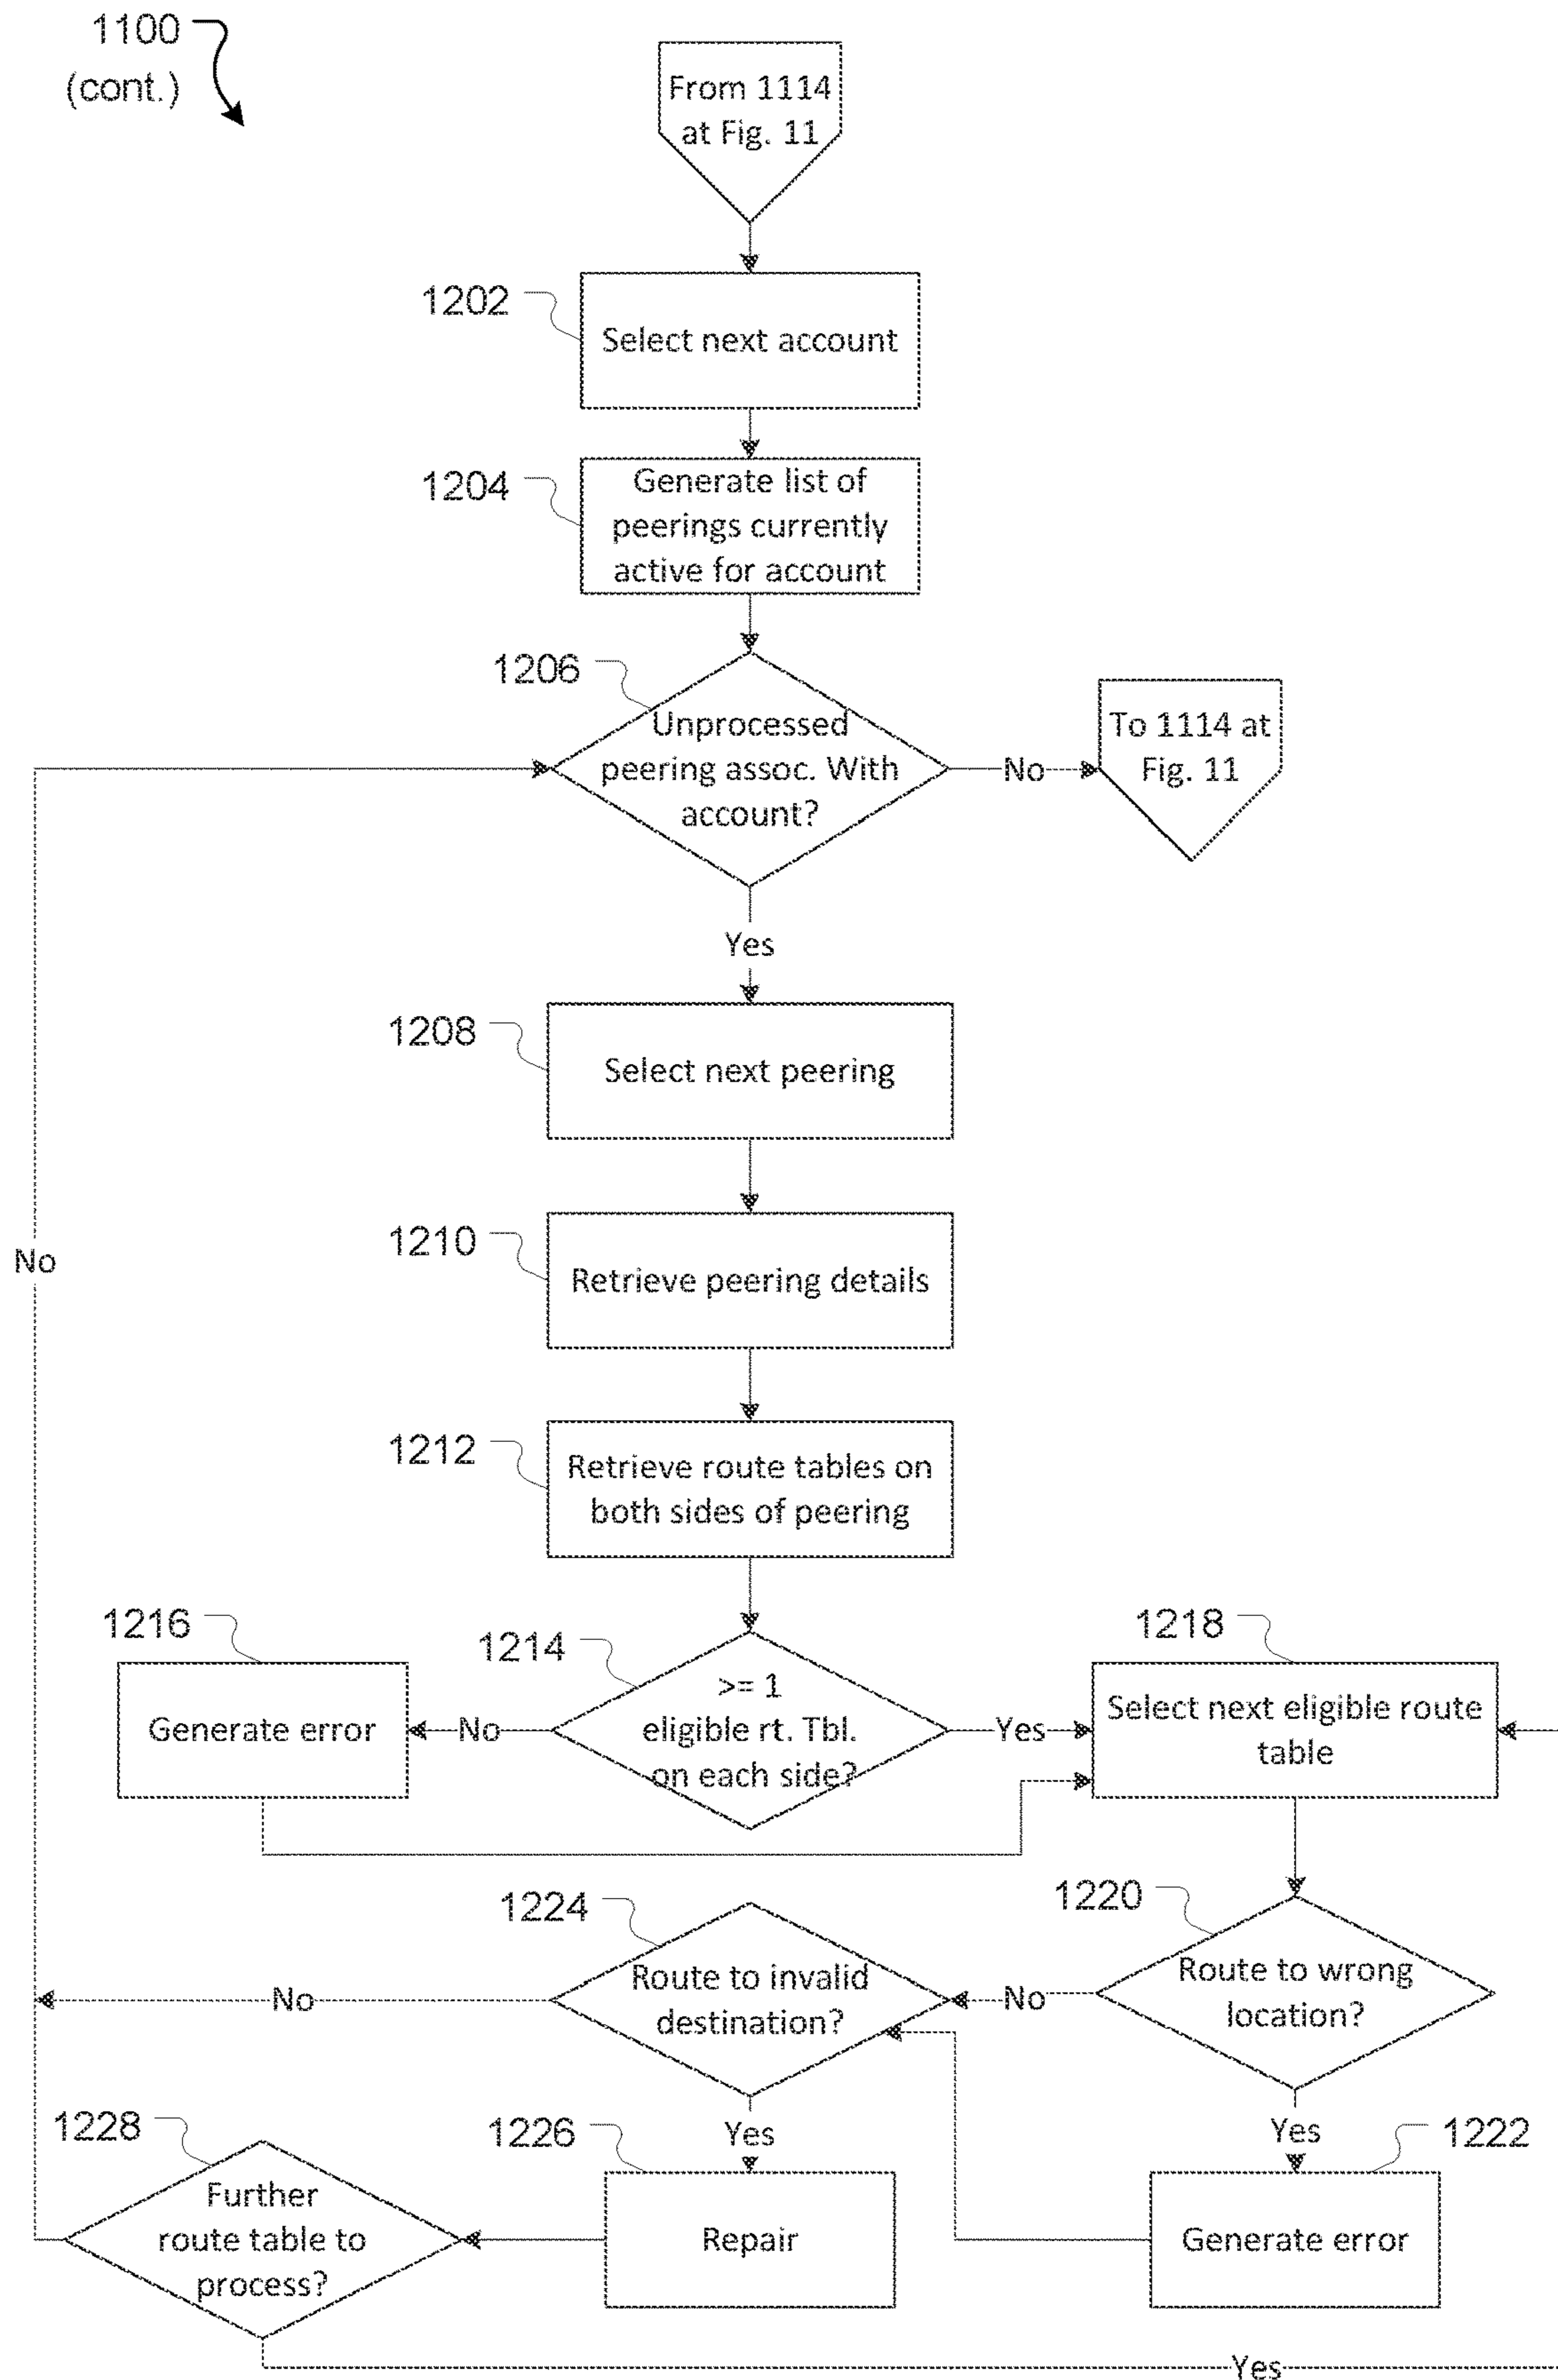 1100
(cont.)
From 1114
at Fig. 11
1202
Select next account
1204
Generate list of
peerings currently
active for account
1206
Unprocessed
peering assoc. With
account?
No
To 1114 at
Fig. 11
Yes
1208
Select next peering
1210
Retrieve peering details
No
1212
Retrieve route tables on
both sides of peering
1214
>= 1
eligible rt. Tbl.
on each side?
No
1216
Generate error
Yes
1218
Select next eligible route
table
1220
Route to wrong
location?
No
1224
Route to invalid
destination?
No
Yes
1222
Generate error
Yes
1226
Repair
1228
Further
route table to
process?
Yes